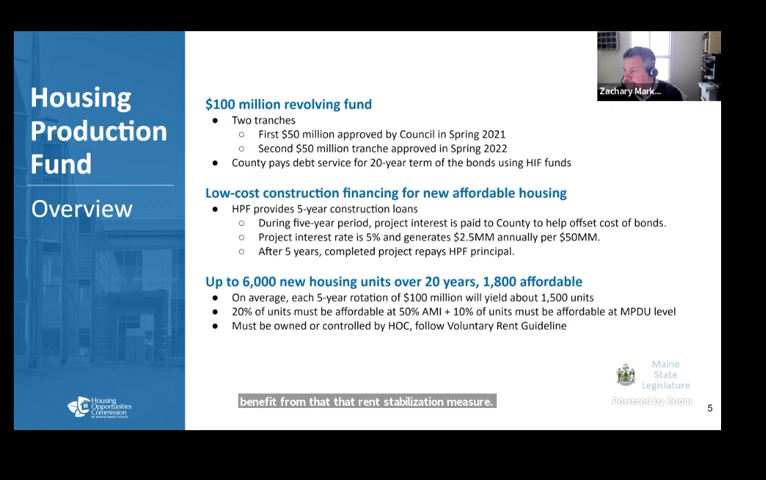 Housing
Production
Fund
Overview
$100 million revolving fund
● Two tranches
○ First $50 million approved by Council in Spring 2021
○ Second $50 million tranche approved in Spring 2022
● County pays debt service for 20-year term of the bonds using HIF funds
Low-cost construction financing for new affordable housing
● HPF provides 5-year construction loans
○ During five-year period, project interest is paid to County to help offset cost of bonds.
○ Project interest rate is 5% and generates $2.5MM annually per $50MM.
○ After 5 years, completed project repays HPF principal.
Up to 6,000 new housing units over 20 years, 1,800 affordable
● On average, each 5-year rotation of $100 million will yield about 1,500 units
● 20% of units must be affordable at 50% AMI + 10% of units must be affordable at MPDU level
● Must be owned or controlled by HOC, follow Voluntary Rent Guideline
Zachary Mark...
Maine
State
Legislature
Powered by Zoom
benefit from that that rent stabilization measure.
5
Housing
Opportunities
Commission